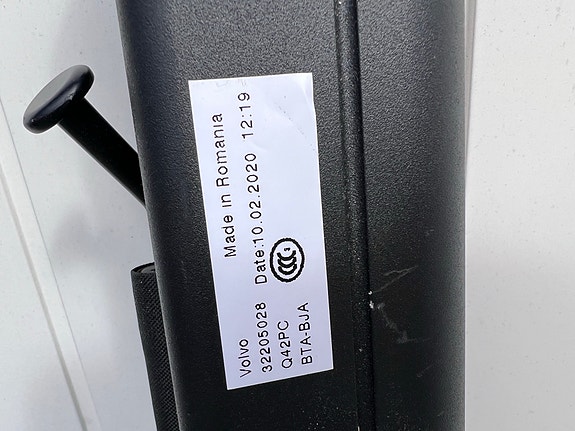 Made in Romania
Date:10.02.2020 12:19
Volvo
32205028
Q42PC
BTA-BJA